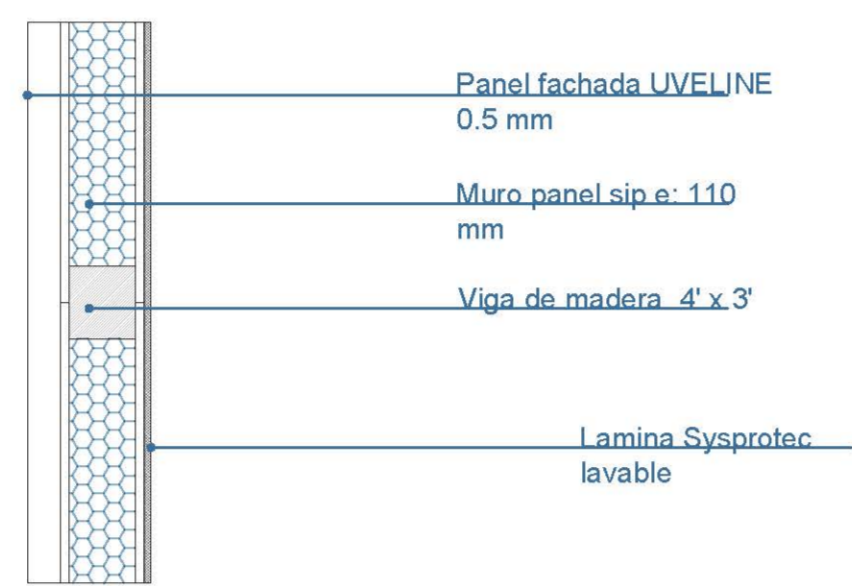 Panel fachada UVELINE
0.5 mm
Muro panel sip e: 110
mm
Viga de madera  4' x 3'
Lamina Sysprotec
lavable